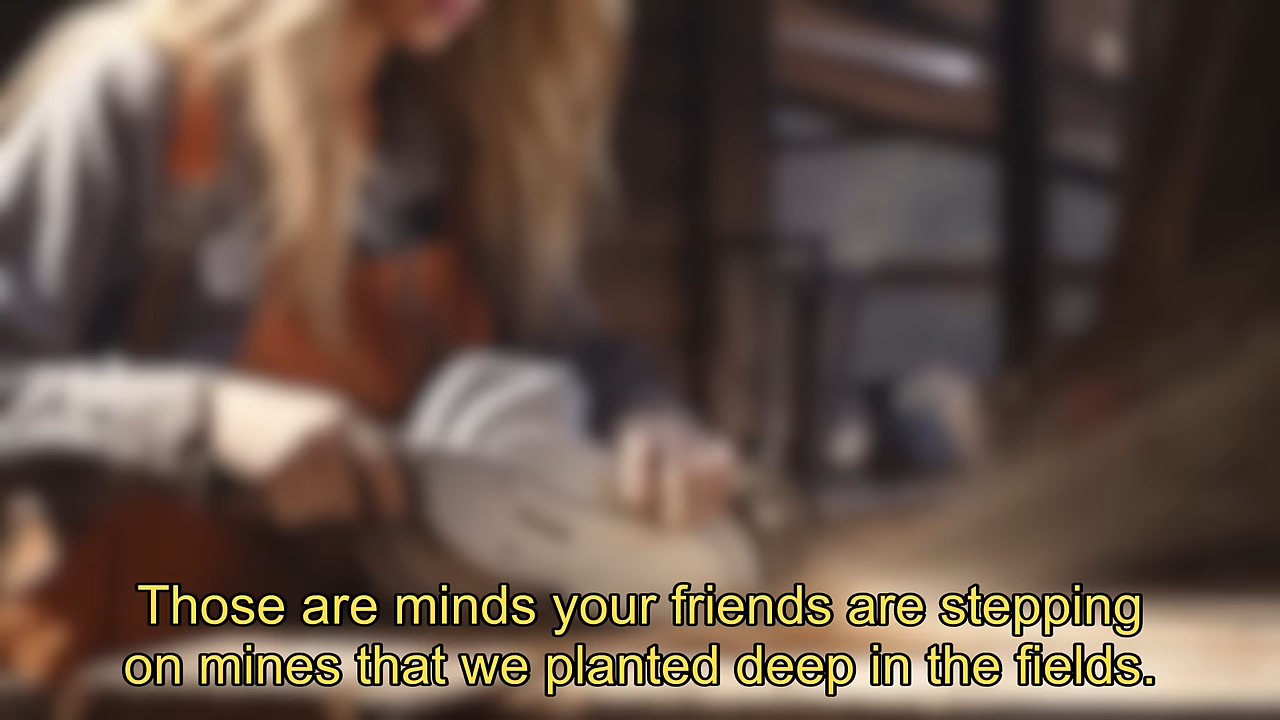 Those are minds your friends are stepping
on mines that we planted deep in the fields.